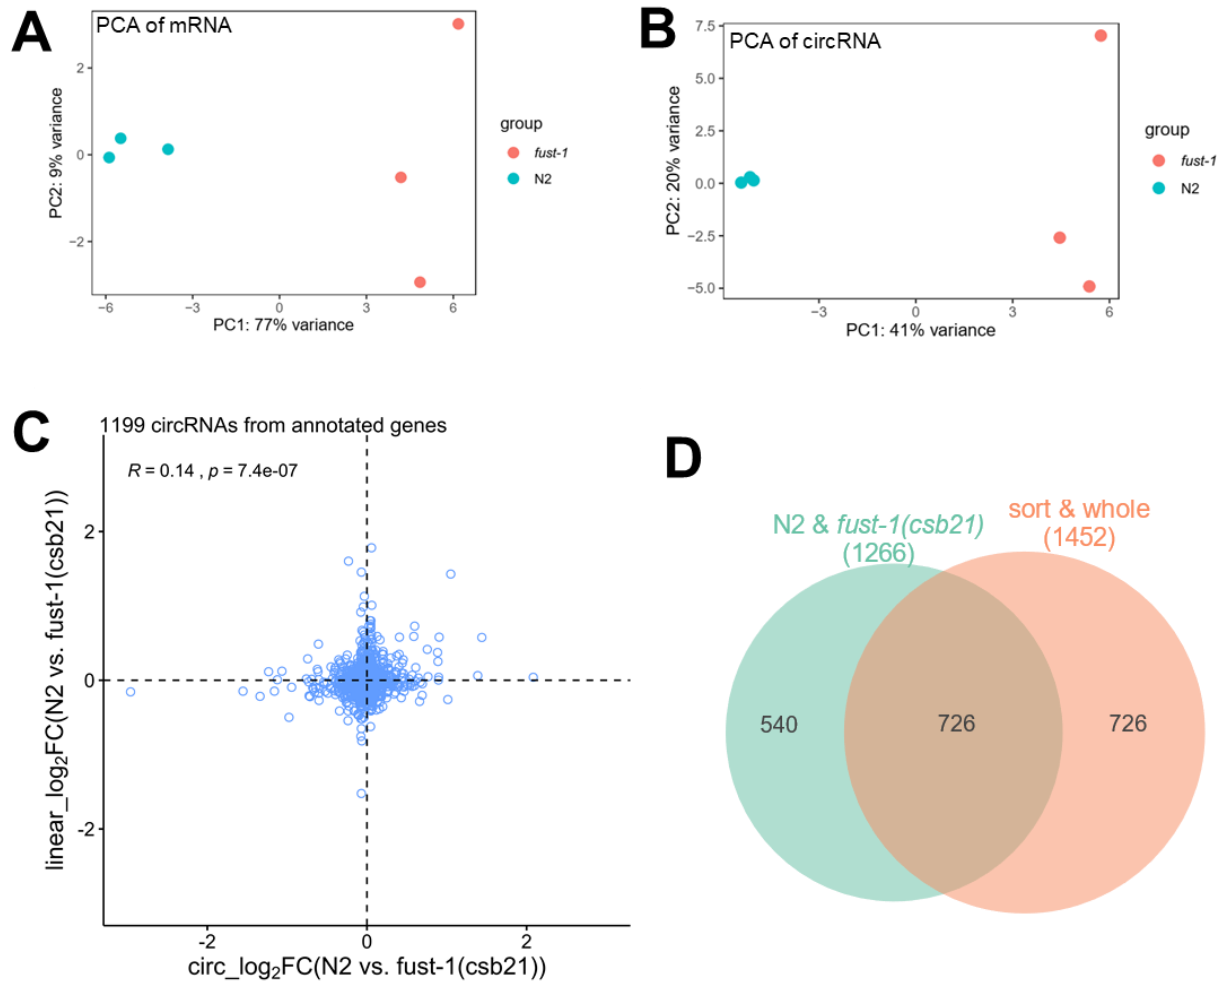 A
PCA of mRNA
2
0
−2
−6 −3 0 3 6
PC1: 77% variance
PC2: 9% variance
group
fust-1
N2
B
PCA of circRNA
7.5
5.0
2.5
0.0
−2.5
−5.0
−3 0 3 6
PC1: 41% variance
PC2: 20% variance
group
fust-1
N2
C
1199 circRNAs from annotated genes
R = 0.14 , p = 7.4e-07
2
0
-2
-2 0 2
linear_log2FC(N2 vs. fust-1(csb21))
circ_log2FC(N2 vs. fust-1(csb21))
D
N2 & fust-1(csb21)
(1266)
sort & whole
(1452)
540 726 726